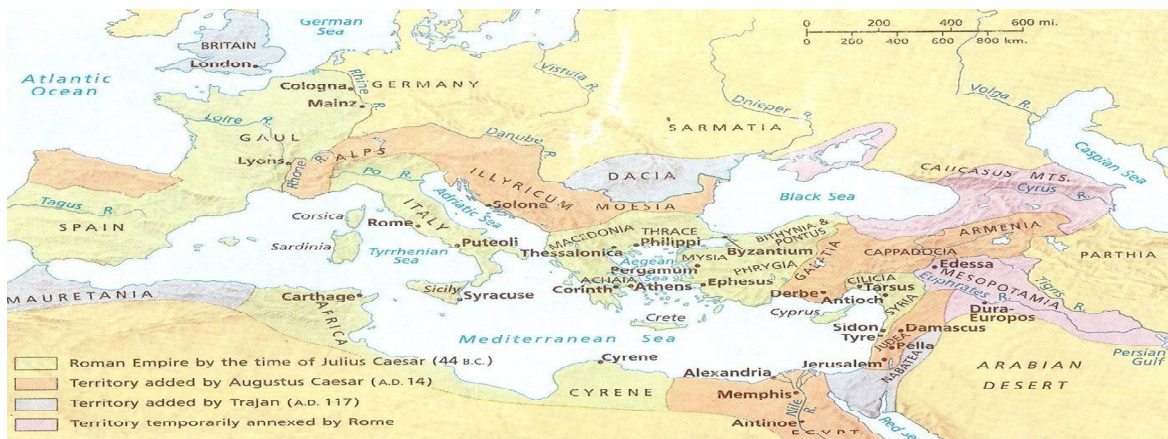 German
Sea
0
200
400
600 mi.
0
200
400
600
800 km.
BRITAIN
London
Atlantic
Ocean
Cologna
Rhine R.
GERMANY
Mainz
Vistula R.
Dnieper R.
Volga R.
SARMATIA
Loire R.
GAUL
Lyons
Rhone R.
ALPS
Danube R.
Po R.
DACIA
Caspian Sea
CAUCASUS MTS.
Cyrus R.
Black Sea
ILLYRICUM
MOESIA
Solona
Adriatic Sea
Tagus R.
SPAIN
Corsica
Rome
ITALY
Sardinia
Tyrrhenian
Sea
Puteoli
MACEDONIA
THRACE
Thessalonica
Philippi
Byzantium
BITHYNIA &
PONTUS
ARMENIA
PARTHIA
Aegean
Sea
MYSIA
Pergamum
PHRYGIA
GALATIA
CAPPADOCIA
Edessa
MESOPOTAMIA
Tigris R.
Euphrates R.
ACHAIA
Corinth
Athens
Ephesus
Derbe
CILICIA
Tarsus
Antioch
SYRIA
Dura-
Europos
MAURETANIA
Carthage
AFRICA
Sicily
Syracuse
Crete
Cyprus
Sidon
Tyre
Damascus
JUDEA
Pella
Jerusalem
NABATEA
Persian
Gulf
Mediterranean Sea
Cyrene
CYRENE
Alexandria
Memphis
Nile
R.
Antinoe
EGYPT
Red Sea
ARABIAN
DESERT
Roman Empire by the time of Julius Caesar (44 B.C.)
Territory added by Augustus Caesar (A.D. 14)
Territory added by Trajan (A.D. 117)
Territory temporarily annexed by Rome